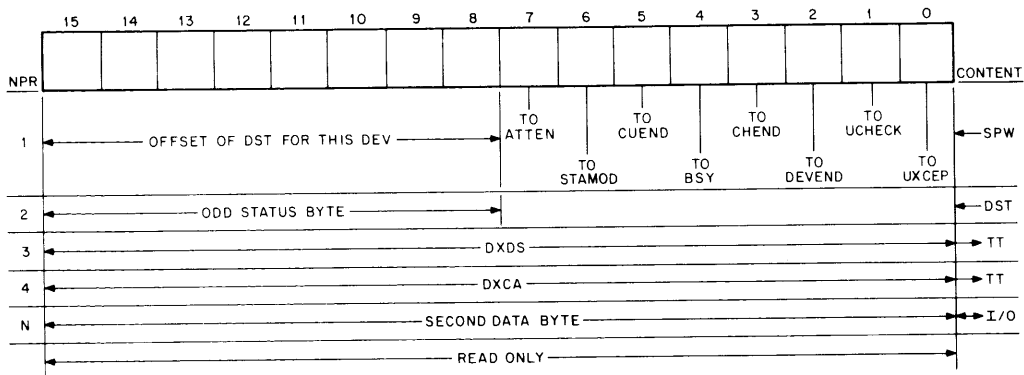 15 14 13 12 11 10 9 8 7 6 5 4 3 2 1 0
NPR CONTENT
1 OFFSET OF DST FOR THIS DEV TO ATTEN TO CUEND TO CHEND TO UCHECK SPW
TO STAMOD TO BSY TO DEVEND TO UXCEP
2 ODD STATUS BYTE DST
3 DXDS TT
4 DXCA TT
N SECOND DATA BYTE I/O
READ ONLY